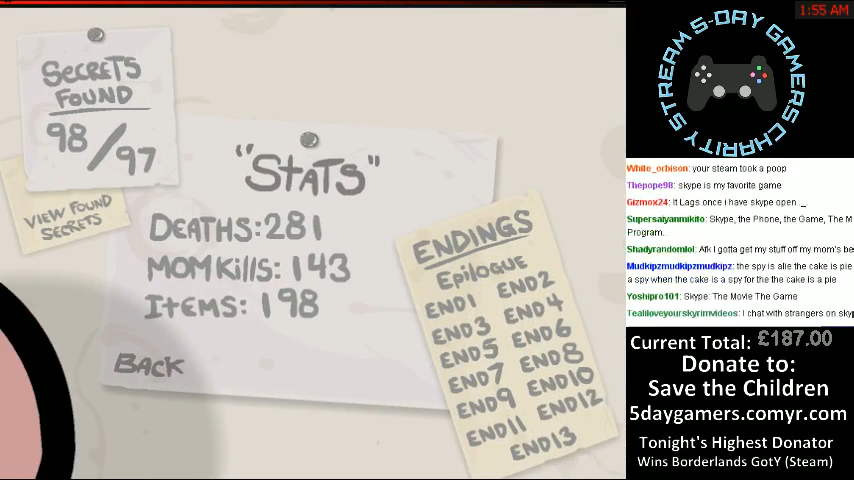 1:55 AM
STREAM 5-DAY GAMERS CHARITY
SECRETS
FOUND
98/97
VIEW FOUND
SECRETS
"STATS"
DEATHS:281
MOM KILLS: 143
ITEMS: 198
BACK
ENDINGS
EPILOGUE
END1 END2
END3 END4
END5 END6
END7 END8
END9 END10
END11 END12
END13
White_orbison: your steam took a poop
Thepope98: skype is my favorite game
Gizmox24: It Lags once i have skype open ._.
Supersaiyanmikito: Skype, the Phone, the Game, The M
Program..
Shadyrandomlol: Afk I gotta get my stuff off my mom's be
Mudkipzmudkipzmudkipz: the spy is alie the cake is pie
a spy when the cake is a spy for the the cake is a pie
Yoshipro101: Skype: The Movie The Game
Tealiloveyourskyrimvideos: I chat with strangers on sky
Current Total: £187.00
Donate to:
Save the Children
5daygamers.comyr.com
Tonight's Highest Donator
Wins Borderlands GotY (Steam)